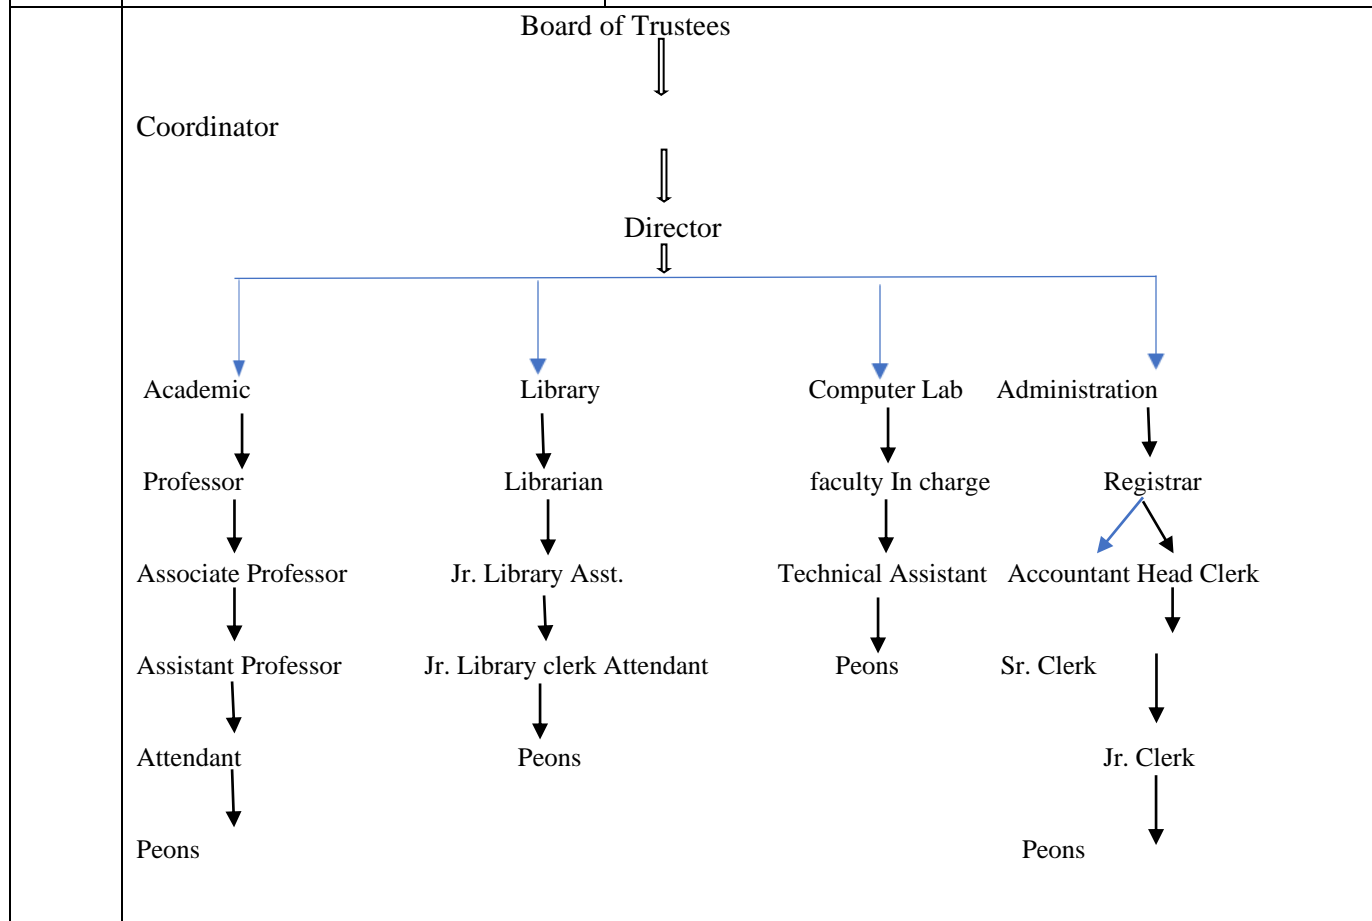 Board of Trustees
Coordinator
Director
Academic Library Computer Lab Administration
Professor Librarian faculty In charge Registrar
Associate Professor Jr. Library Asst. Technical Assistant Accountant Head Clerk
Assistant Professor Jr. Library clerk Attendant Peons Sr. Clerk
Attendant Peons Jr. Clerk
Peons Peons